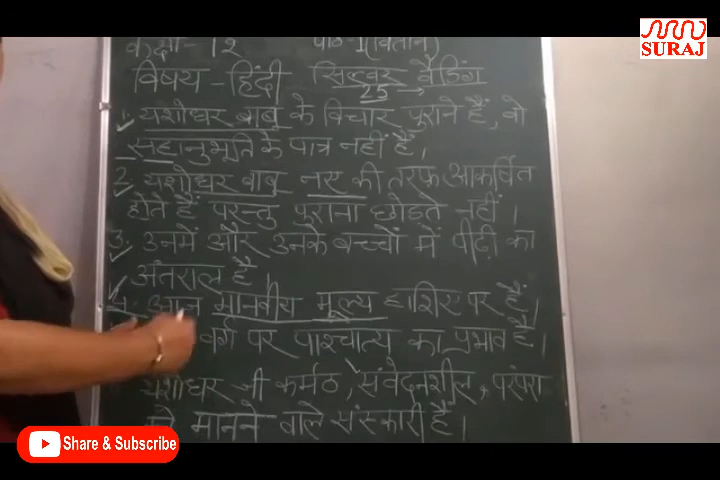 कक्षा - 12 पाठ-1 (वितान)
विषय - हिंदी सिल्वर वैडिंग
25 →
1. यशोधर बाबू के विचार पुराने हैं, वो
सहानुभूति के पात्र नहीं हैं।
2. यशोधर बाबू नए की तरफ आकर्षित
होते हैं परन्तु पुराना छोडते नहीं।
3. उनमें और उनके बच्चों में पीढ़ी का
अंतराल है।
4. आज मानवीय मूल्य हाशिए पर हैं।
वर्ग पर पाश्चात्य का प्रभाव है।
यशोधर जी कर्मठ, संवेदनशील, परंपरा
मानने वाले संस्कारी हैं।
SURAJ
Share & Subscribe